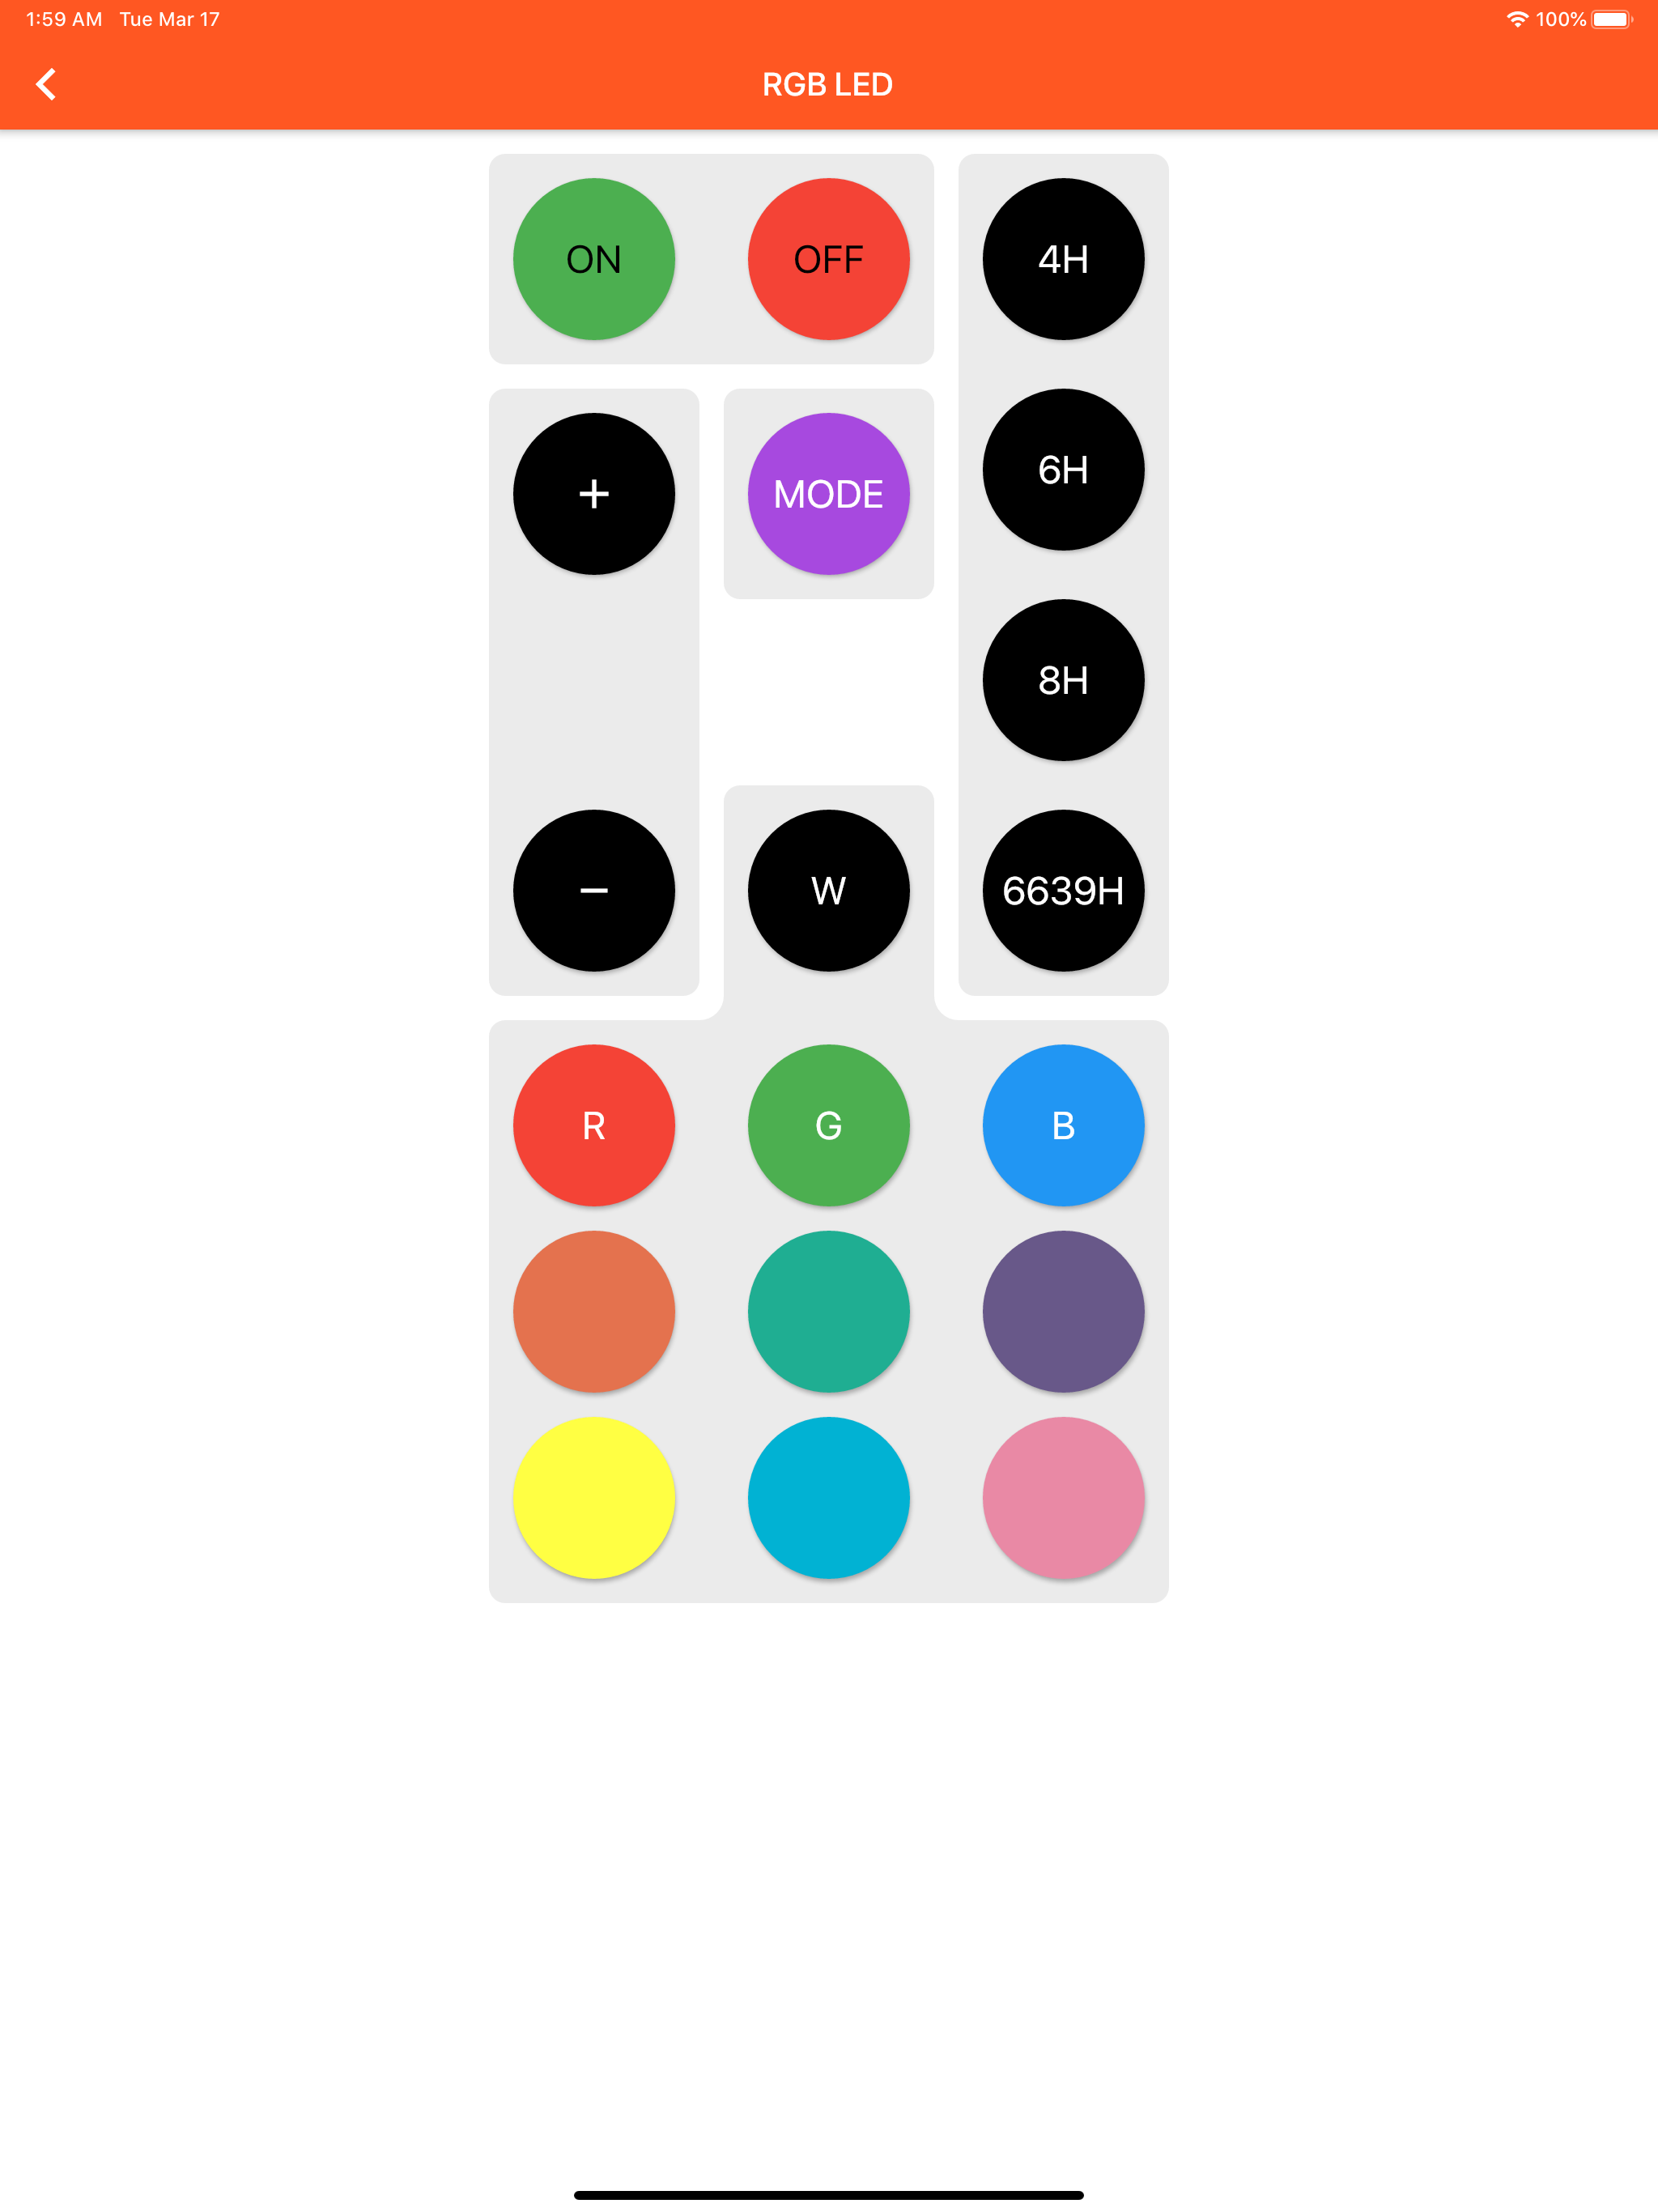 1:59 AM Tue Mar 17
100%
RGB LED
ON OFF 4H
+ MODE
6H
8H
– W 6639H
R G B